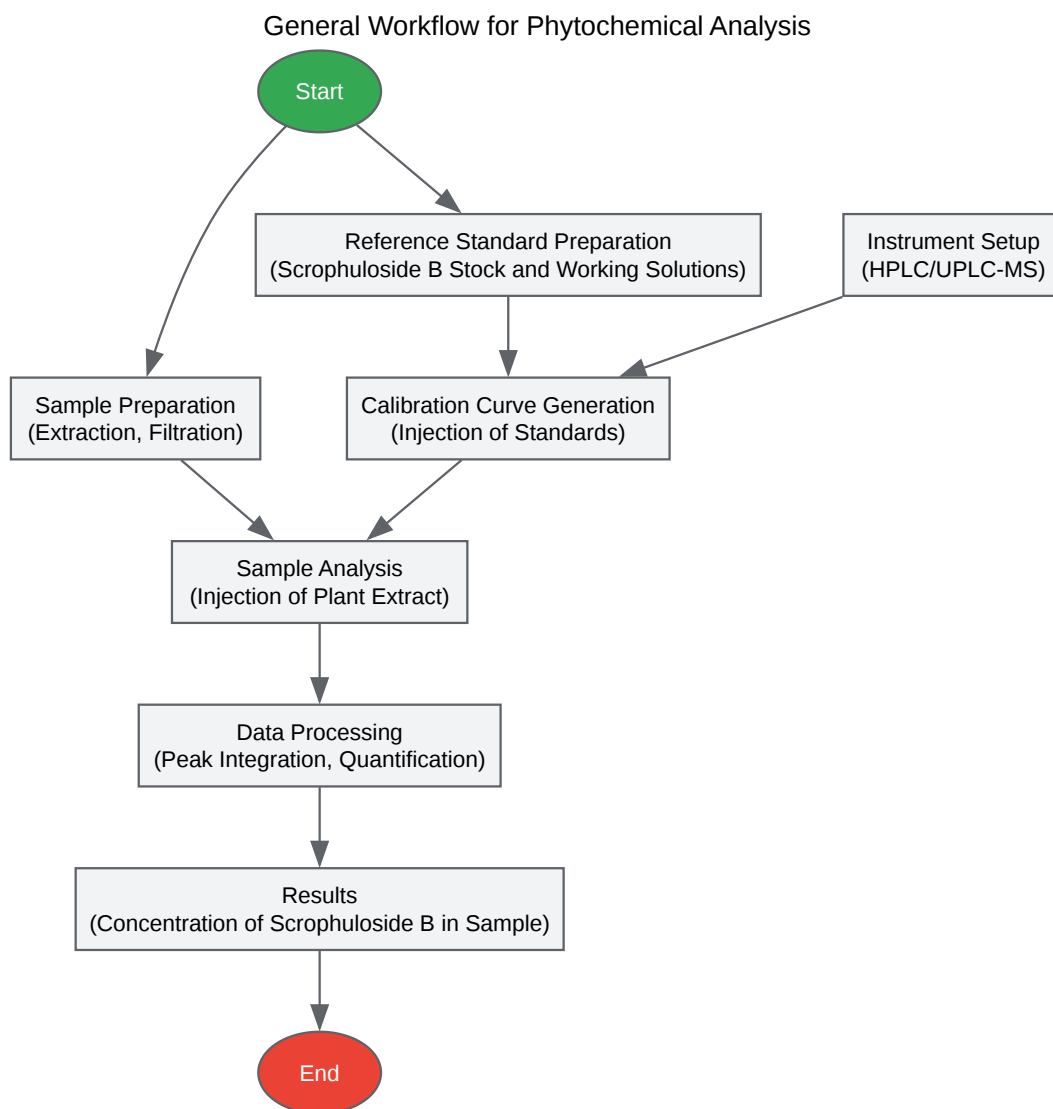 General Workflow for Phytochemical Analysis
Start
Reference Standard Preparation
(Scrophuloside B Stock and Working Solutions)
Instrument Setup
(HPLC/UPLC-MS)
Sample Preparation
(Extraction, Filtration)
Calibration Curve Generation
(Injection of Standards)
Sample Analysis
(Injection of Plant Extract)
Data Processing
(Peak Integration, Quantification)
Results
(Concentration of Scrophuloside B in Sample)
End